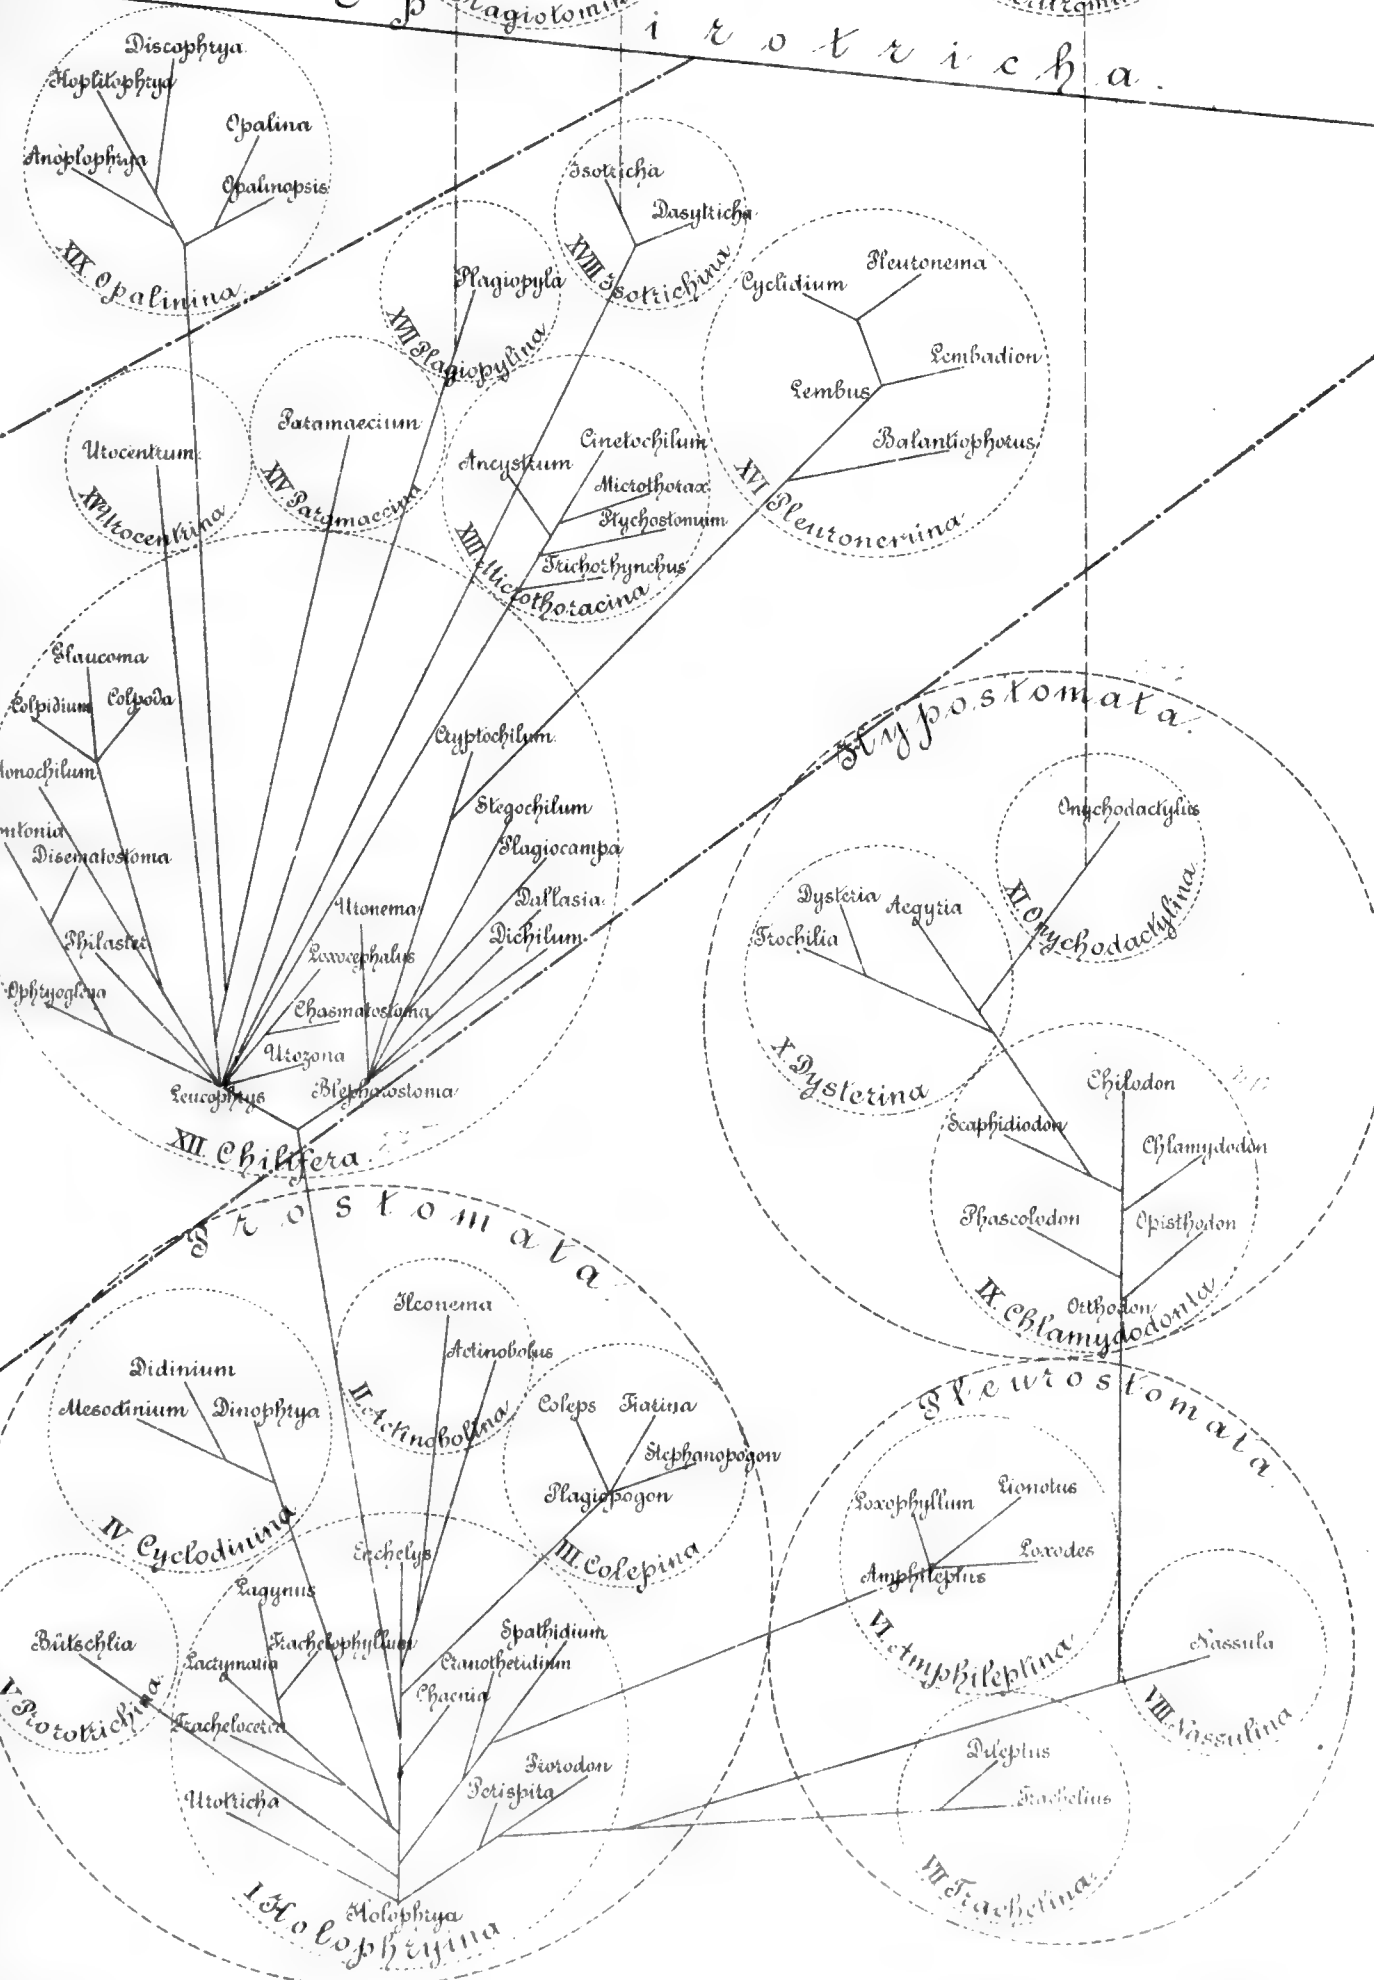 irotricha.
Discophrya
Hoplitophrya
Opalina
Anoplophrya
Opalinopsis
XIX. Opalinina
Isotricha
Dasytricha
XVIII Isotrichina
Plagiopyla
XVII Plagiopylina
Pleuronema
Cyclidium
Lembadion
Lembus
Balantiophorus
XVI Pleuronemina
Urocentrum
XV Urocentrina
Paramaecium
XIV Paramaecina
Cinetochilum
Ancystrum
Microthorax
Ptychostomum
Trichorhynchus
XIII Microthoracina
Glaucoma
Colpidium
Colpoda
onochilum
ntonia
Disematostoma
Philaster
Ophryoglena
Cryptochilum
Stegochilum
Plagiocampa
Dallasia
Dichilum
Uronema
Loxocephalus
Chasmatostoma
Urozona
Leucophrys
Blepharostoma
XII Chilifera
Hypostomata
Onychodactylus
XI. Onychodactylina
Dysteria
Aegyria
Trochilia
X. Dysterina
Chilodon
Scaphidiodon
Chlamydodon
Phascolodon
Opisthodon
Orthodon
IX. Chlamydodonta
Prostomata
Ileonema
Actinobolus
II. Actinobolina
Didinium
Mesodinium
Dinophrya
IV Cyclodinina
Coleps
Tiarina
Stephanopogon
Plagiopogon
III. Colepina
Bütschlia
V Prorotrichina
Enchelys
Lagynus
Trachelophyllum
Lacrymaria
Trachelocerca
Urotricha
Spathidium
Cranotheridium
Chaenia
Prorodon
Perispira
Holophrya
I. Holophryina
Pleurostomata
Lionotus
Loxophyllum
Loxodes
Amphileptus
VI Amphileptina
Nassula
VIII Nassulina
Dileptus
Trachelius
VII Trachelina